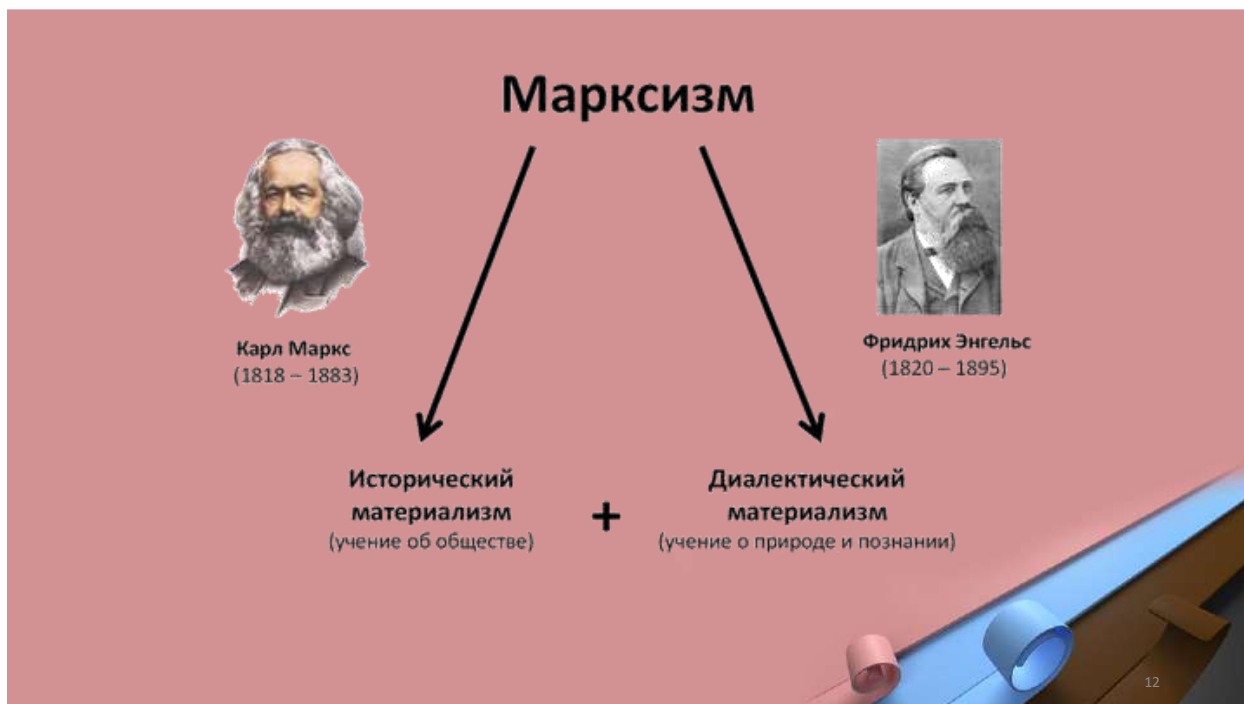 Марксизм
Карл Маркс
(1818 – 1883)
Фридрих Энгельс
(1820 – 1895)
Исторический
материализм
(учение об обществе)
+
Диалектический
материализм
(учение о природе и познании)
12